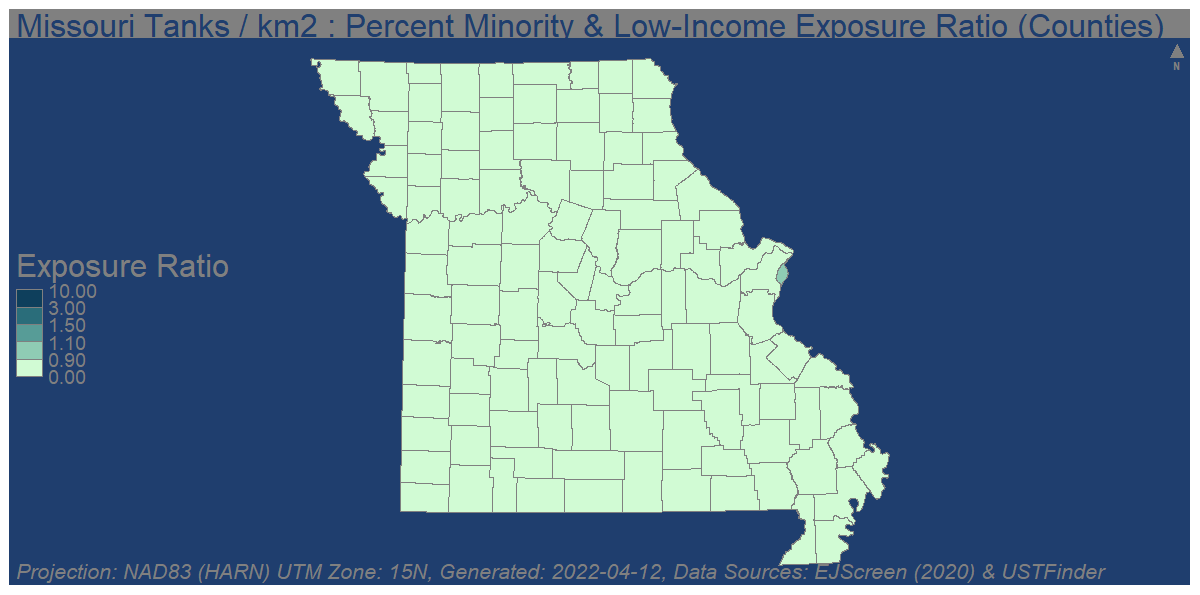 Missouri Tanks / km2 : Percent Minority & Low-Income Exposure Ratio (Counties)
N
Exposure Ratio
10.00
3.00
1.50
1.10
0.90
0.00
Projection: NAD83 (HARN) UTM Zone: 15N, Generated: 2022-04-12, Data Sources: EJScreen (2020) & USTFinder